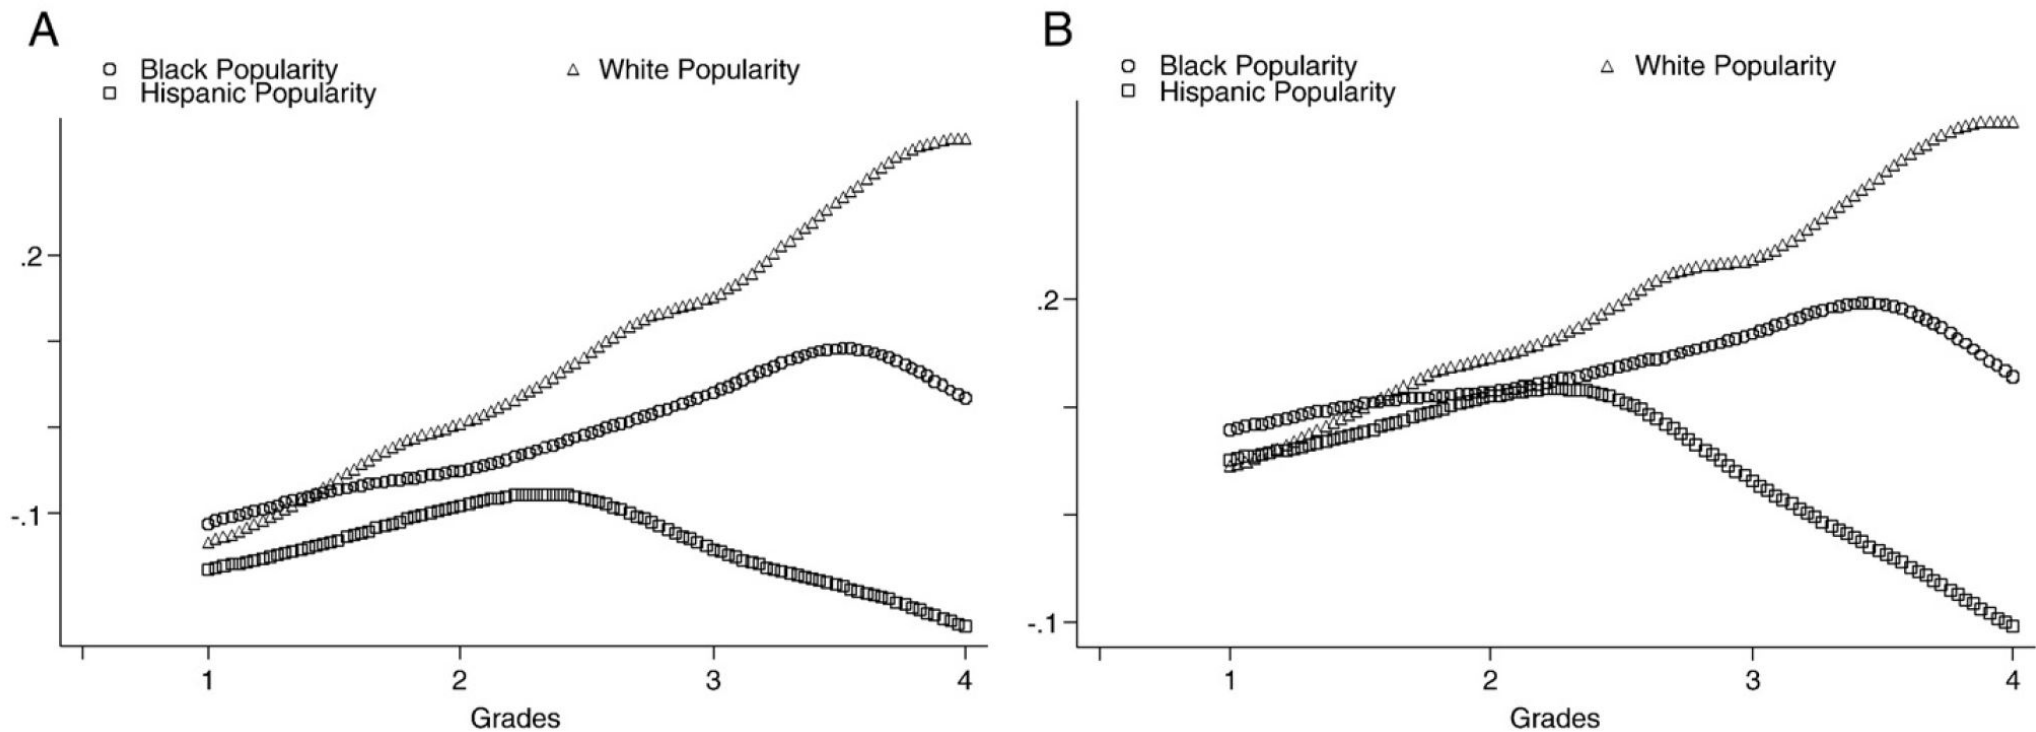 A
Black Popularity
White Popularity
Hispanic Popularity
.2
-.1
1 2 3 4
Grades
B
Black Popularity
White Popularity
Hispanic Popularity
.2
-.1
1 2 3 4
Grades